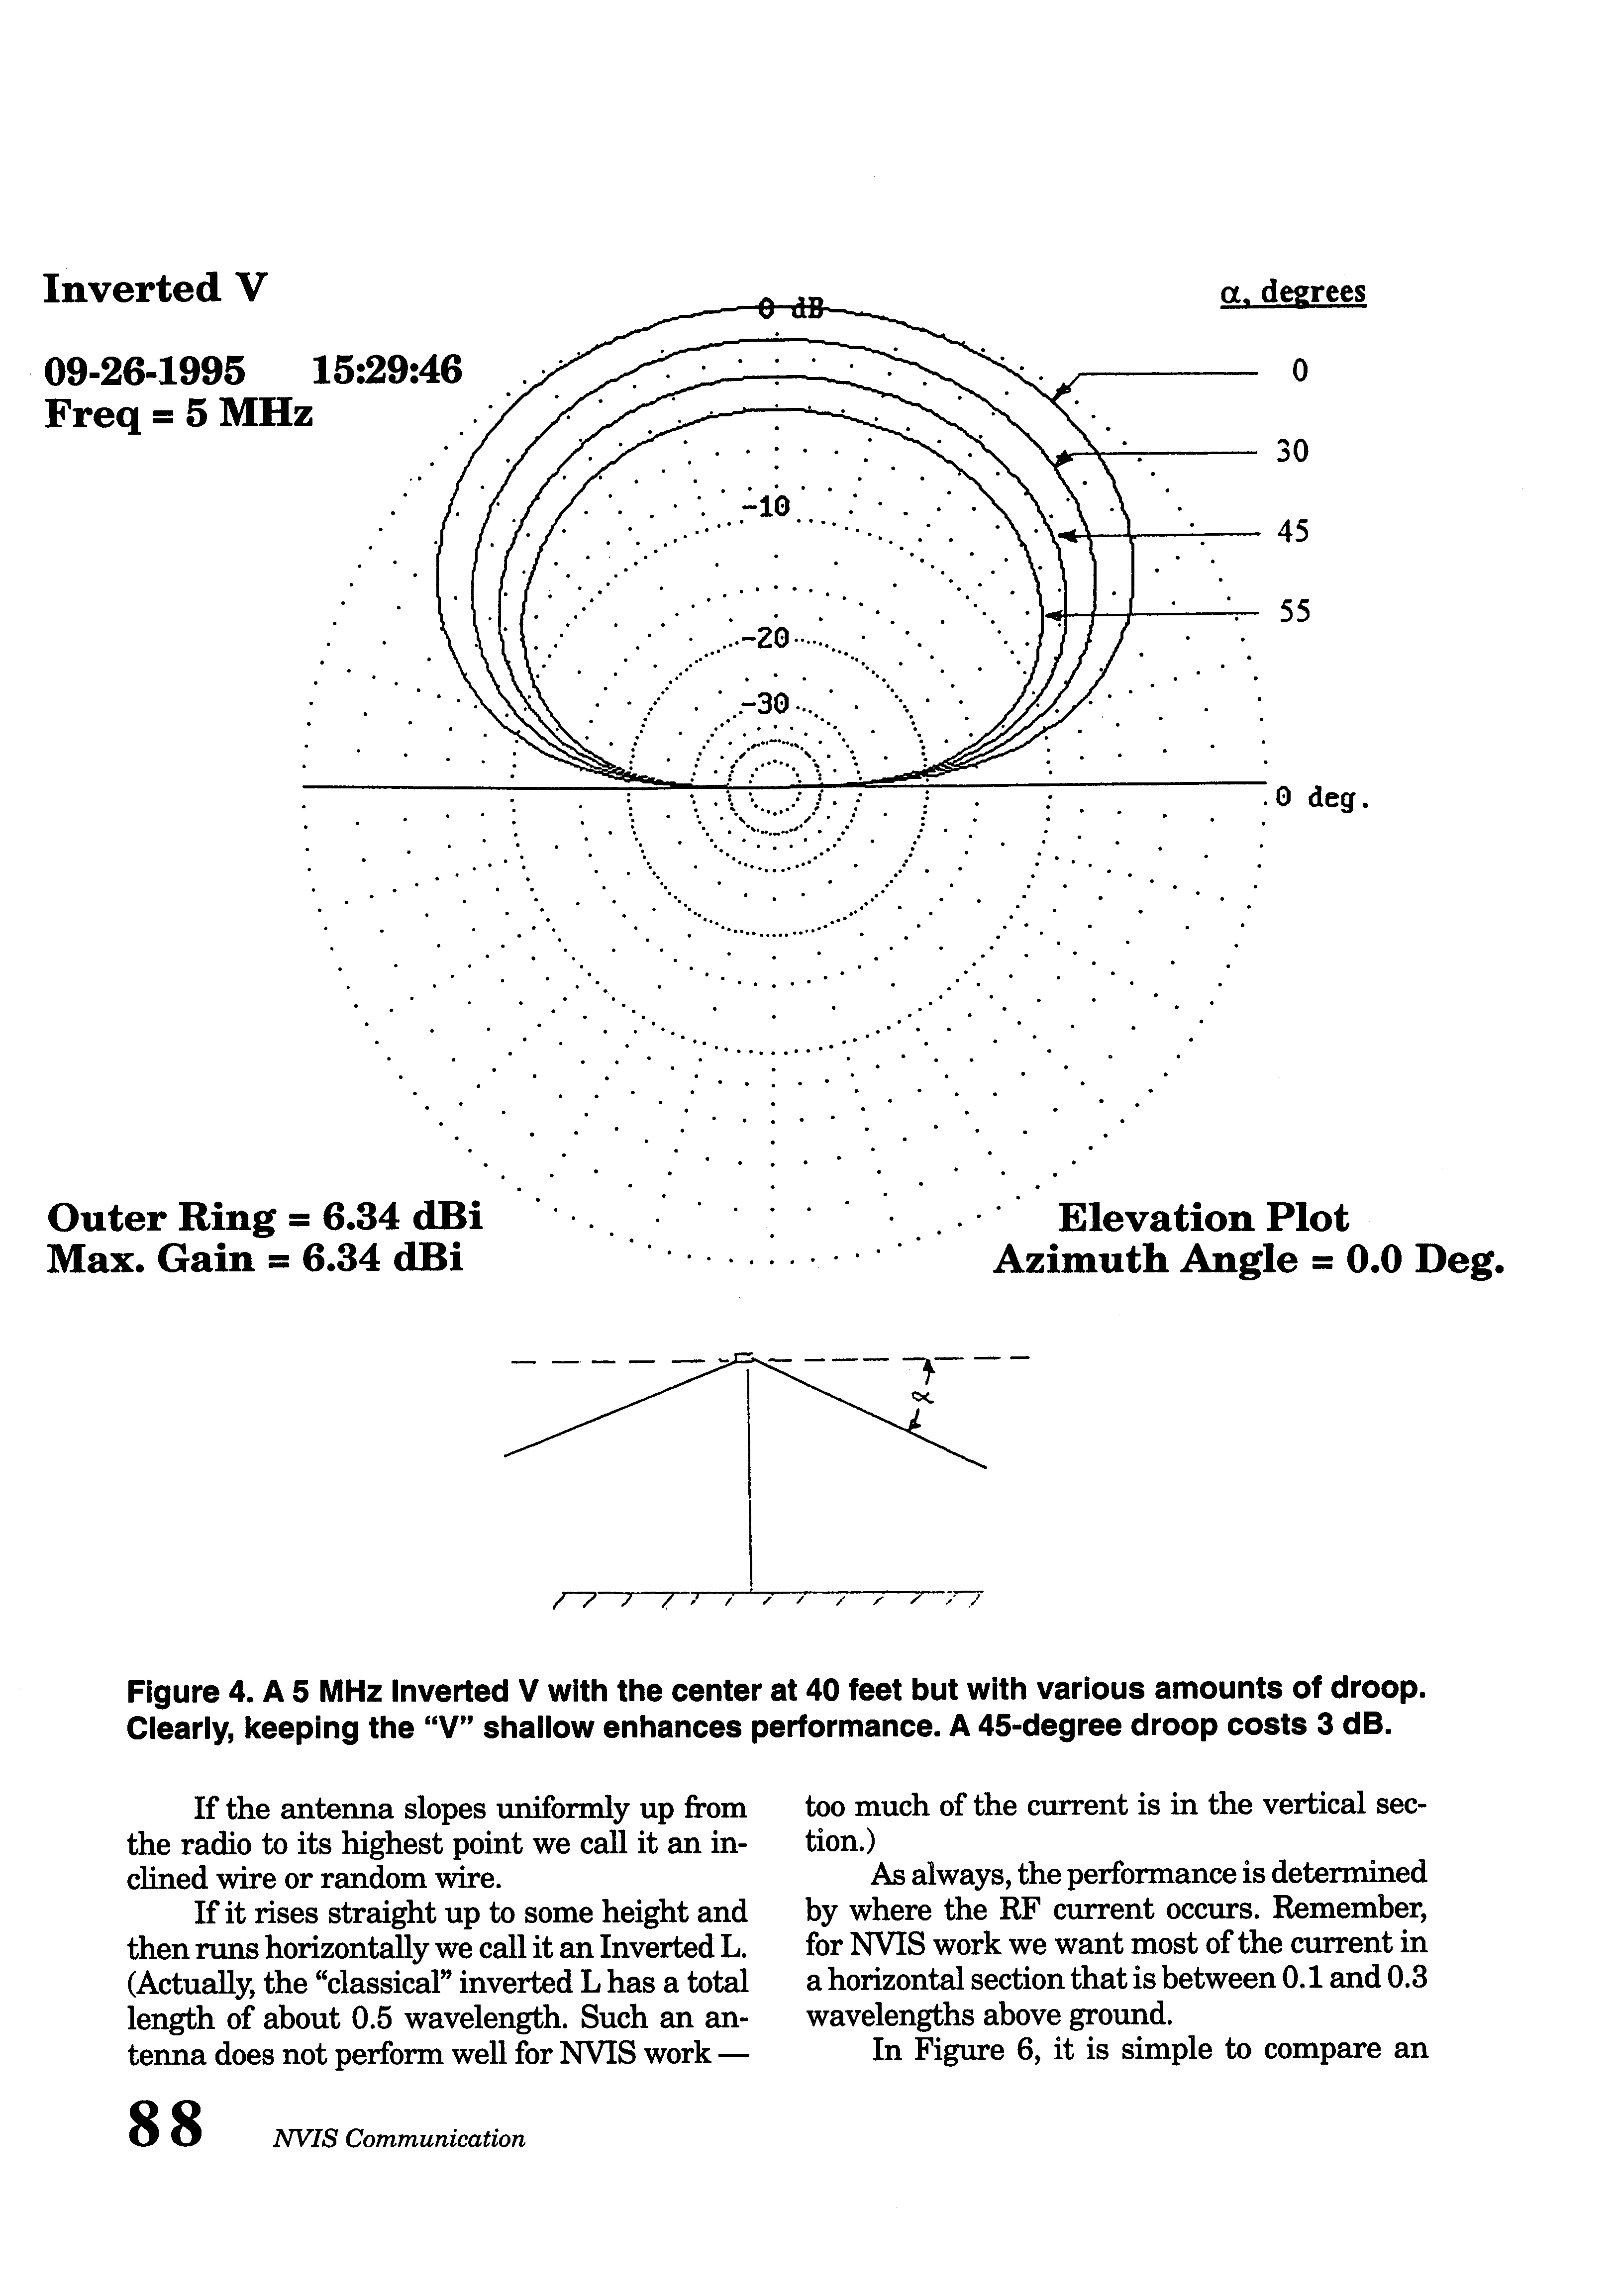 Inverted V
09-26-1995 15:29:46
Freq = 5 MHz
α, degrees
0 dB
0
30
45
55
-10
-20
-30
0 deg.
Outer Ring = 6.34 dBi
Max. Gain = 6.34 dBi
Elevation Plot
Azimuth Angle = 0.0 Deg.
α
Figure 4. A 5 MHz Inverted V with the center at 40 feet but with various amounts of droop.
Clearly, keeping the “V” shallow enhances performance. A 45-degree droop costs 3 dB.
If the antenna slopes uniformly up from
the radio to its highest point we call it an in-
clined wire or random wire.
If it rises straight up to some height and
then runs horizontally we call it an Inverted L.
(Actually, the “classical” inverted L has a total
length of about 0.5 wavelength. Such an an-
tenna does not perform well for NVIS work —
too much of the current is in the vertical sec-
tion.)
As always, the performance is determined
by where the RF current occurs. Remember,
for NVIS work we want most of the current in
a horizontal section that is between 0.1 and 0.3
wavelengths above ground.
In Figure 6, it is simple to compare an
88 NVIS Communication